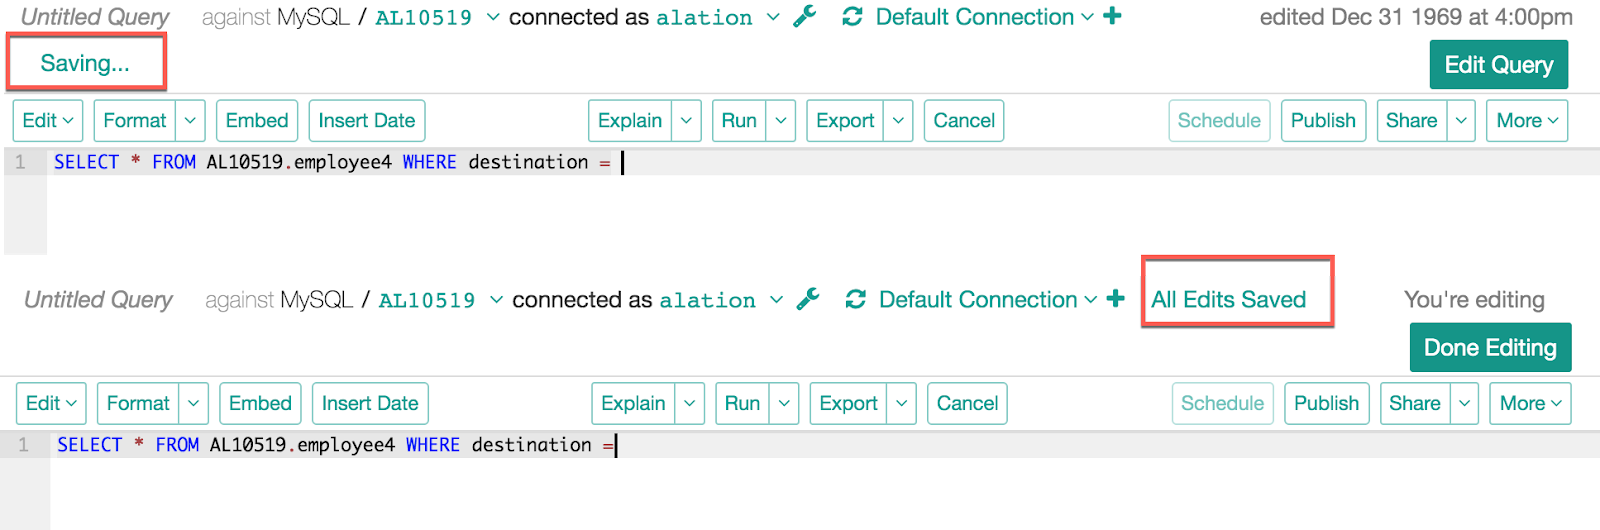 Untitled Query against MySQL / AL10519 connected as alation Default Connection edited Dec 31 1969 at 4:00pm
Saving... Edit Query
Edit Format Embed Insert Date Explain Run Export Cancel Schedule Publish Share More
1 SELECT * FROM AL10519.employee4 WHERE destination =
Untitled Query against MySQL / AL10519 connected as alation Default Connection All Edits Saved You're editing
Done Editing
Edit Format Embed Insert Date Explain Run Export Cancel Schedule Publish Share More
1 SELECT * FROM AL10519.employee4 WHERE destination =